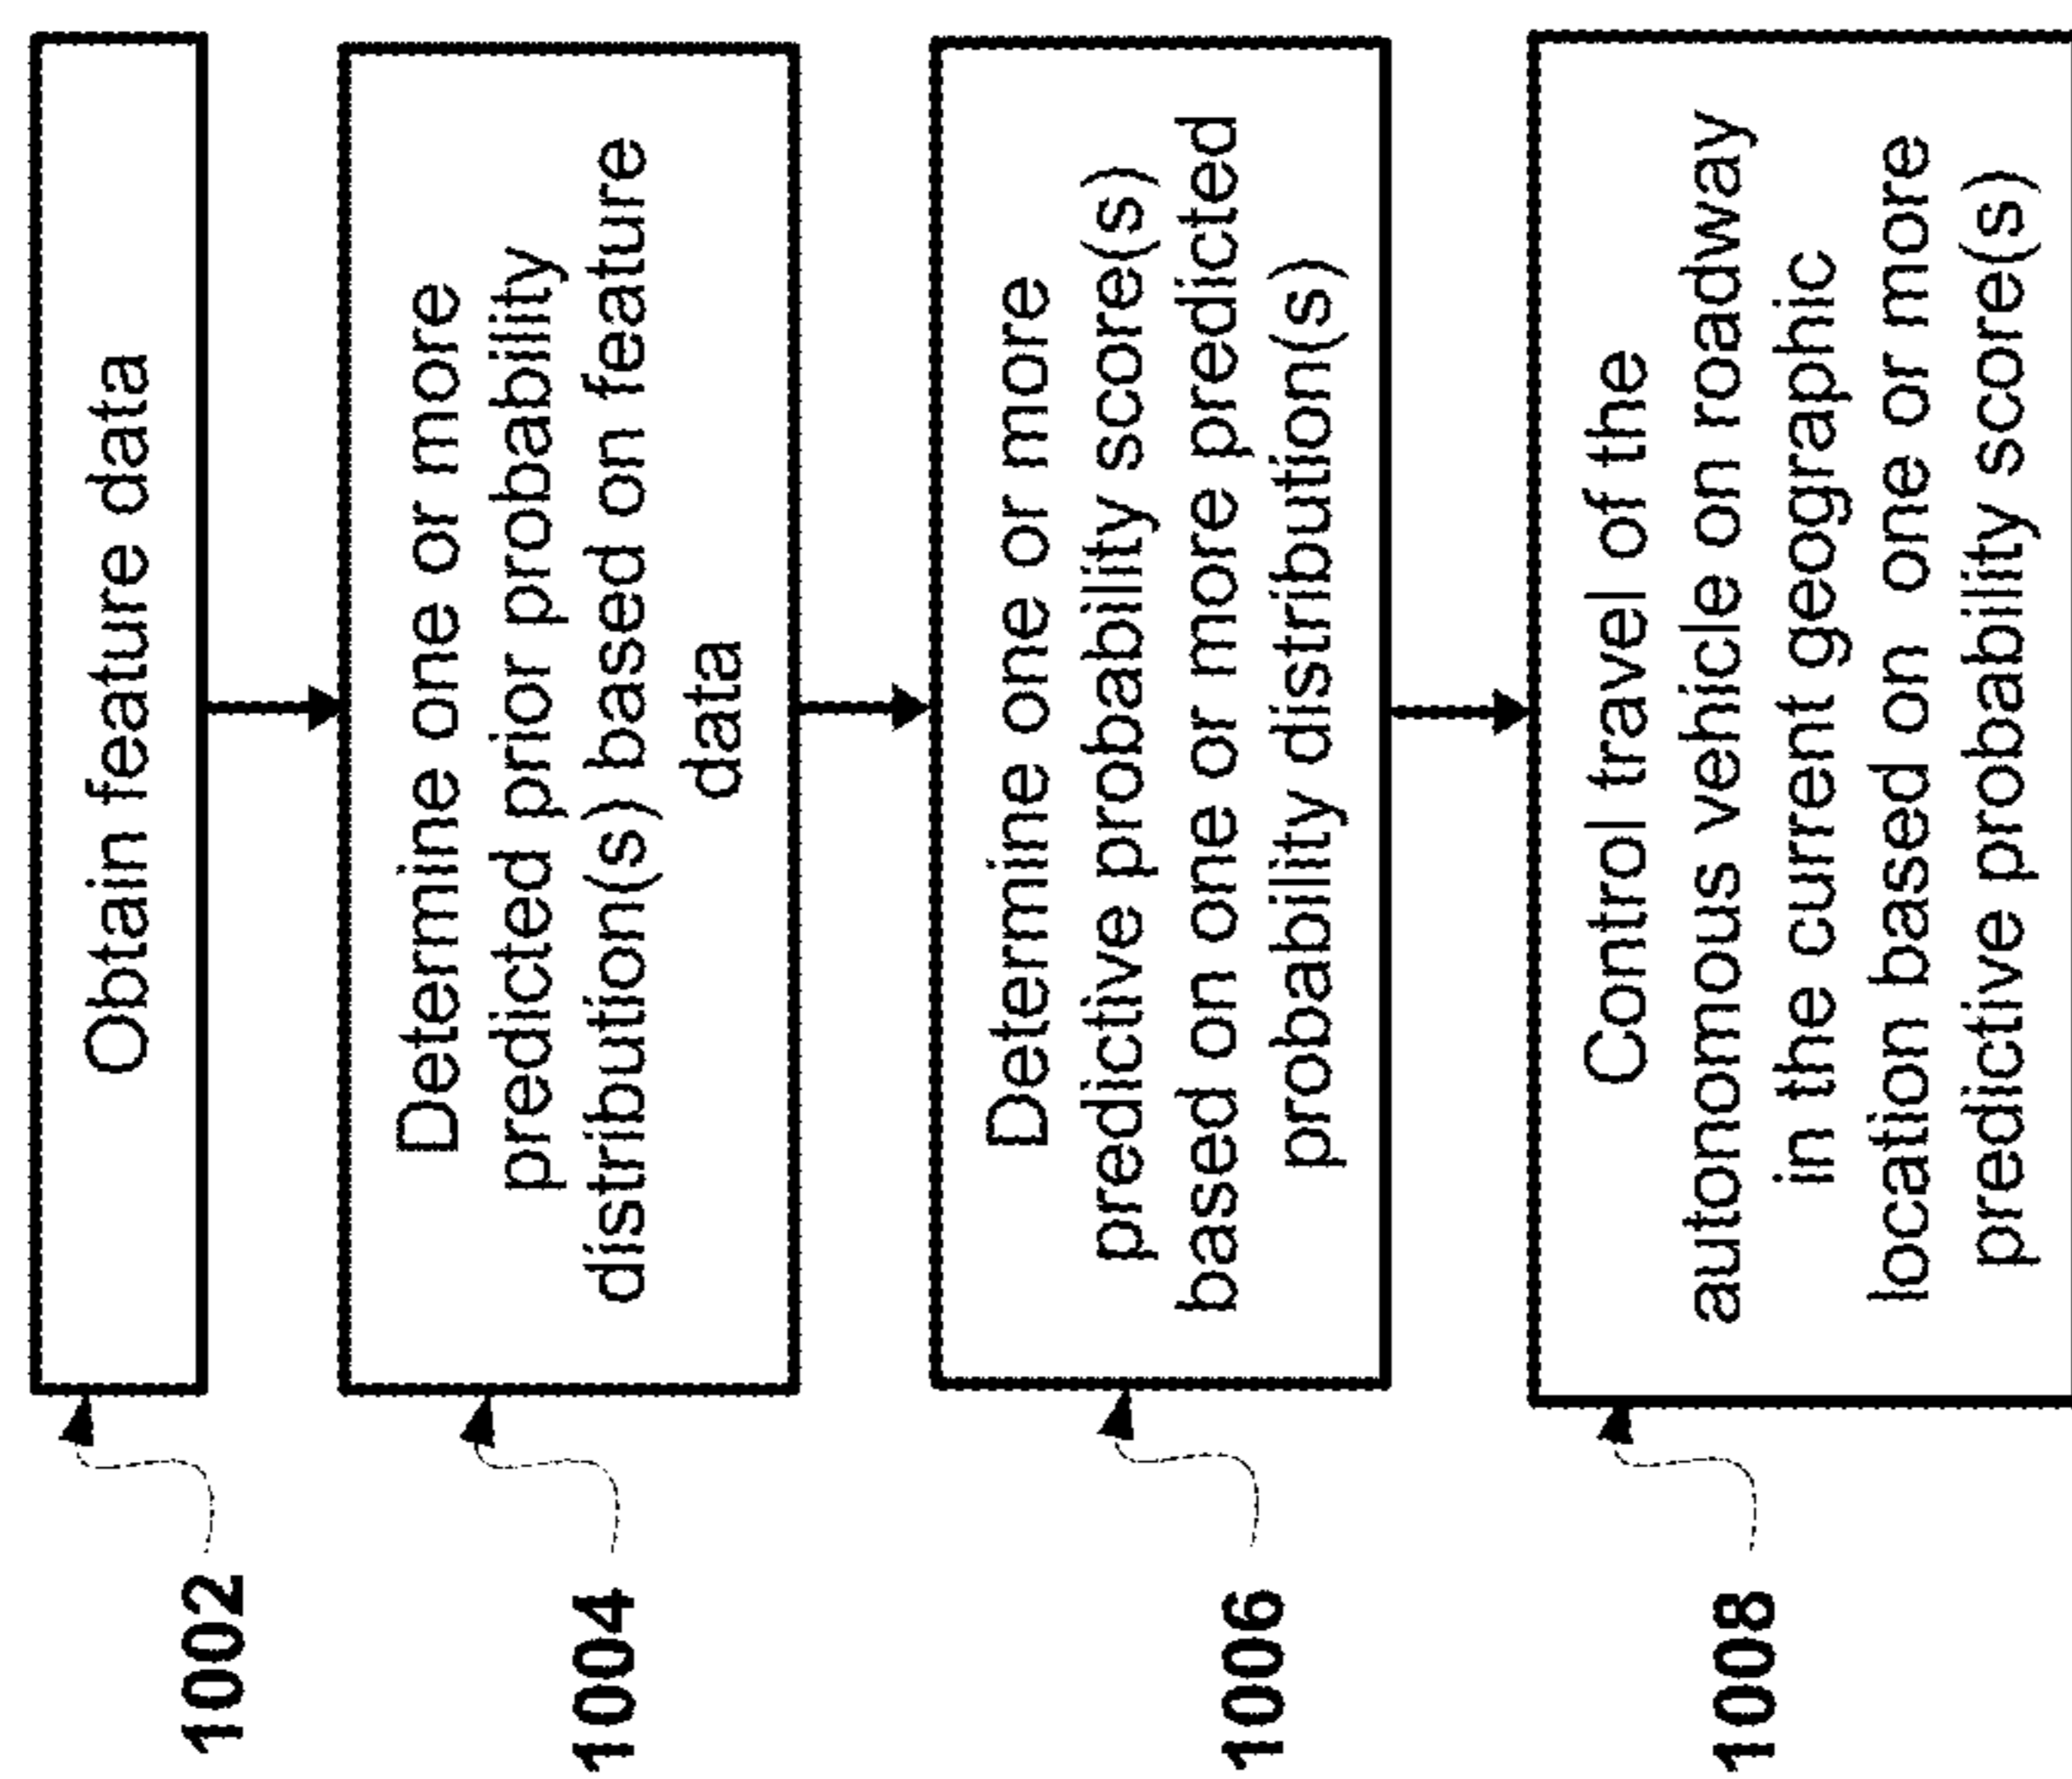 1002
Obtain feature data
1004
Determine one or more
predicted prior probability
distribution(s) based on feature
data
1006
Determine one or more
predictive probability score(s)
based on one or more predicted
probability distribution(s)
1008
Control travel of the
autonomous vehicle on roadway
in the current geographic
location based on one or more
predictive probability score(s)